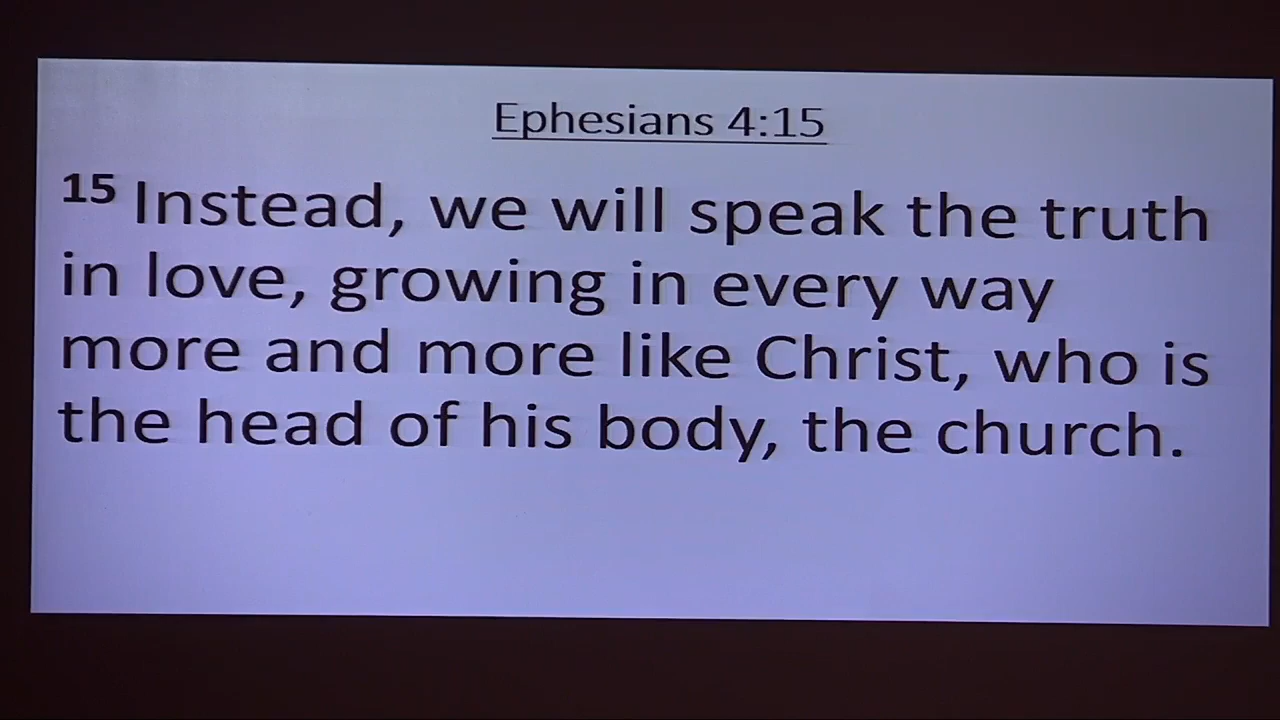 Ephesians 4:15
15 Instead, we will speak the truth
in love, growing in every way
more and more like Christ, who is
the head of his body, the church.